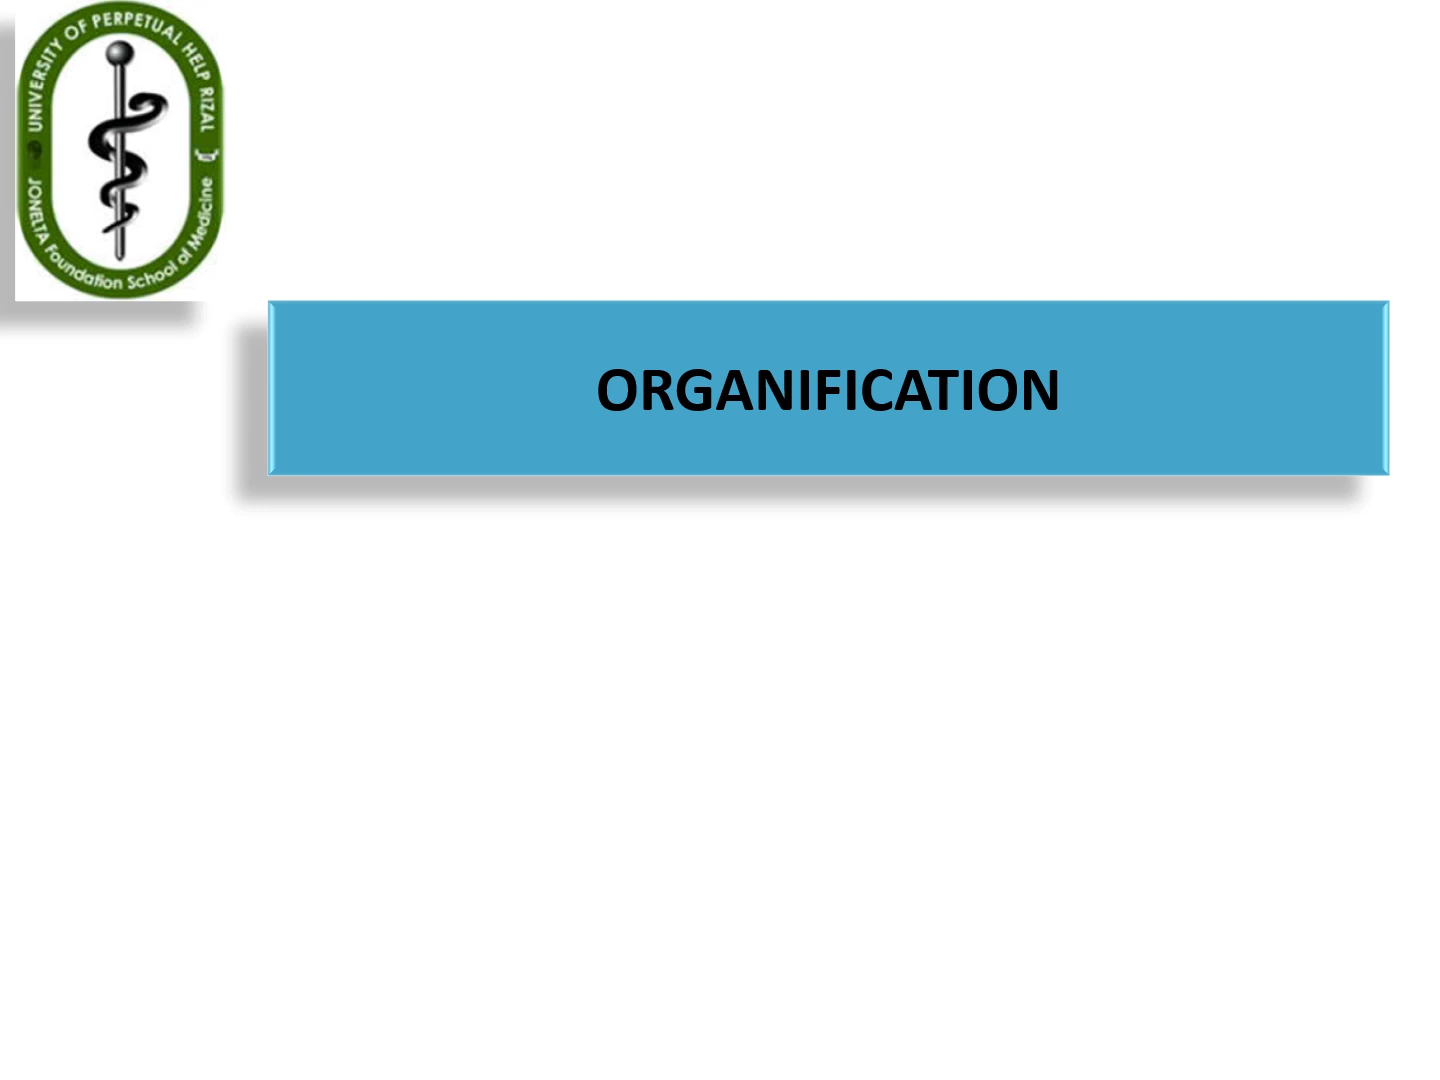 UNIVERSITY OF PERPETUAL HELP RIZAL
JONELTA Foundation School of Medicine
ORGANIFICATION